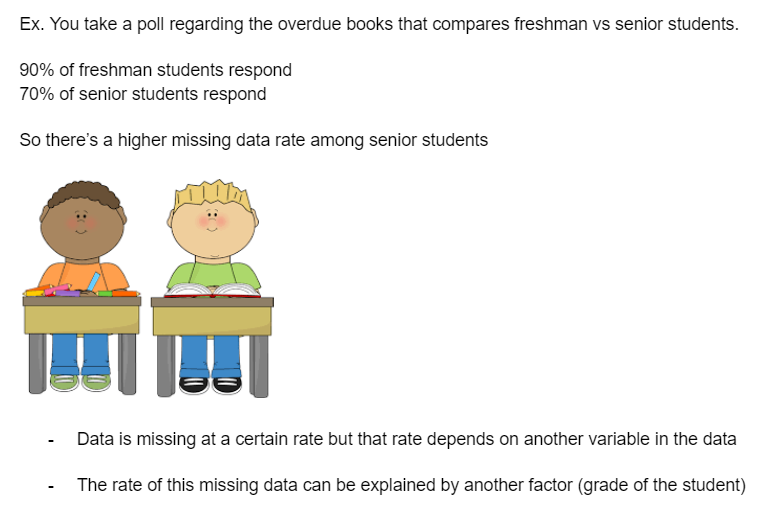 Ex. You take a poll regarding the overdue books that compares freshman vs senior students.
90% of freshman students respond
70% of senior students respond
So there's a higher missing data rate among senior students
- Data is missing at a certain rate but that rate depends on another variable in the data
- The rate of this missing data can be explained by another factor (grade of the student)